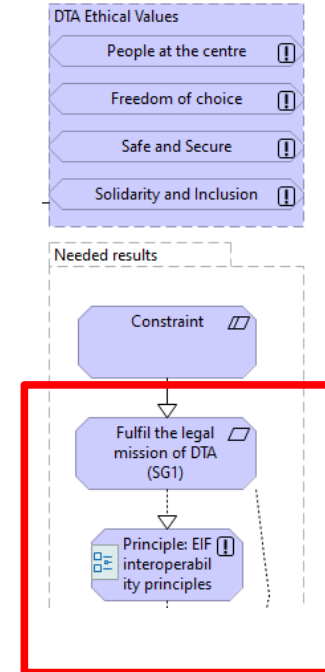 DTA Ethical Values
People at the centre
Freedom of choice
Safe and Secure
Solidarity and Inclusion
Needed results
Constraint
Fulfil the legal
mission of DTA
(SG1)
Principle: EIF
interoperabil
ity principles